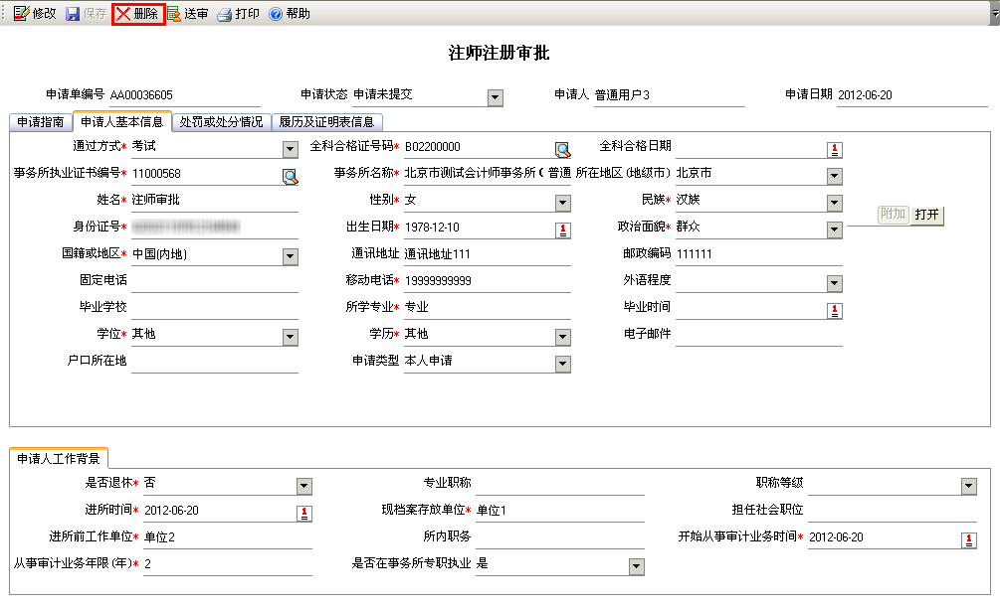 修改 保存 删除 送审 打印 帮助
注师注册审批
申请单编号 AA00036605 申请状态 申请未提交 申请人 普通用户3 申请日期 2012-06-20
申请指南 申请人基本信息 处罚或处分情况 履历及证明表信息
通过方式* 考试 全科合格证号码* B02200000 全科合格日期
事务所执业证书编号* 11000568 事务所名称* 北京市测试会计师事务所(普通 所在地区(地级市) 北京市
姓名* 注师审批 性别* 女 民族* 汉族
附加 打开
身份证号* 出生日期* 1978-12-10 政治面貌* 群众
国籍或地区* 中国(内地) 通讯地址 通讯地址111 邮政编码 111111
固定电话 移动电话* 19999999999 外语程度
毕业学校 所学专业* 专业 毕业时间
学位* 其他 学历* 其他 电子邮件
户口所在地 申请类型 本人申请
申请人工作背景
是否退休* 否 专业职称 职称等级
进所时间* 2012-06-20 现档案存放单位* 单位1 担任社会职位
进所前工作单位* 单位2 所内职务 开始从事审计业务时间* 2012-06-20
从事审计业务年限(年)* 2 是否在事务所专职执业 是